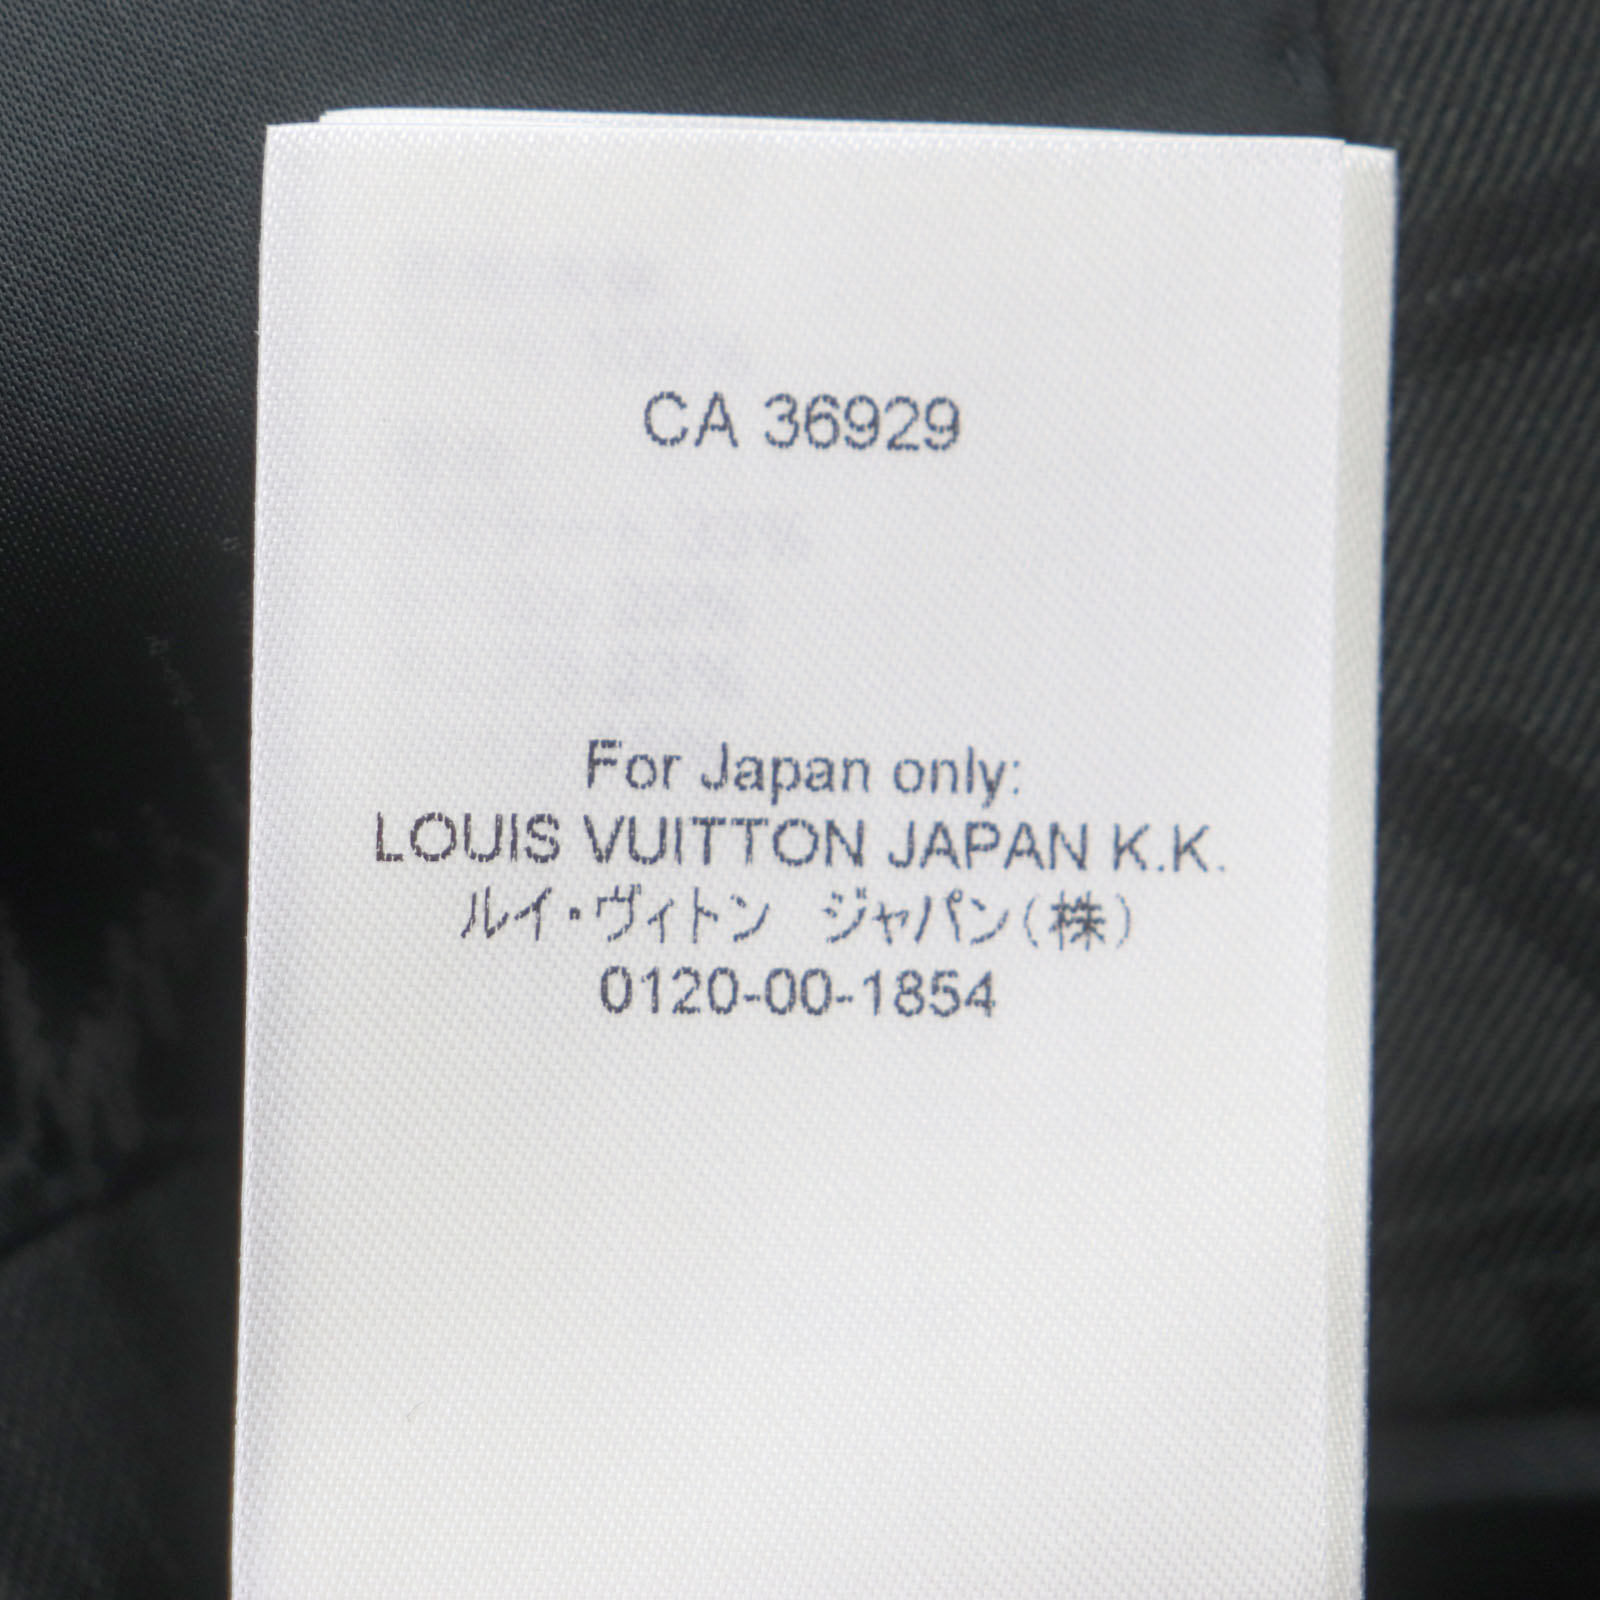 CA 36929
For Japan only:
LOUIS VUITTON JAPAN K.K.
ルイ・ヴィトン　ジャパン(株)
0120-00-1854